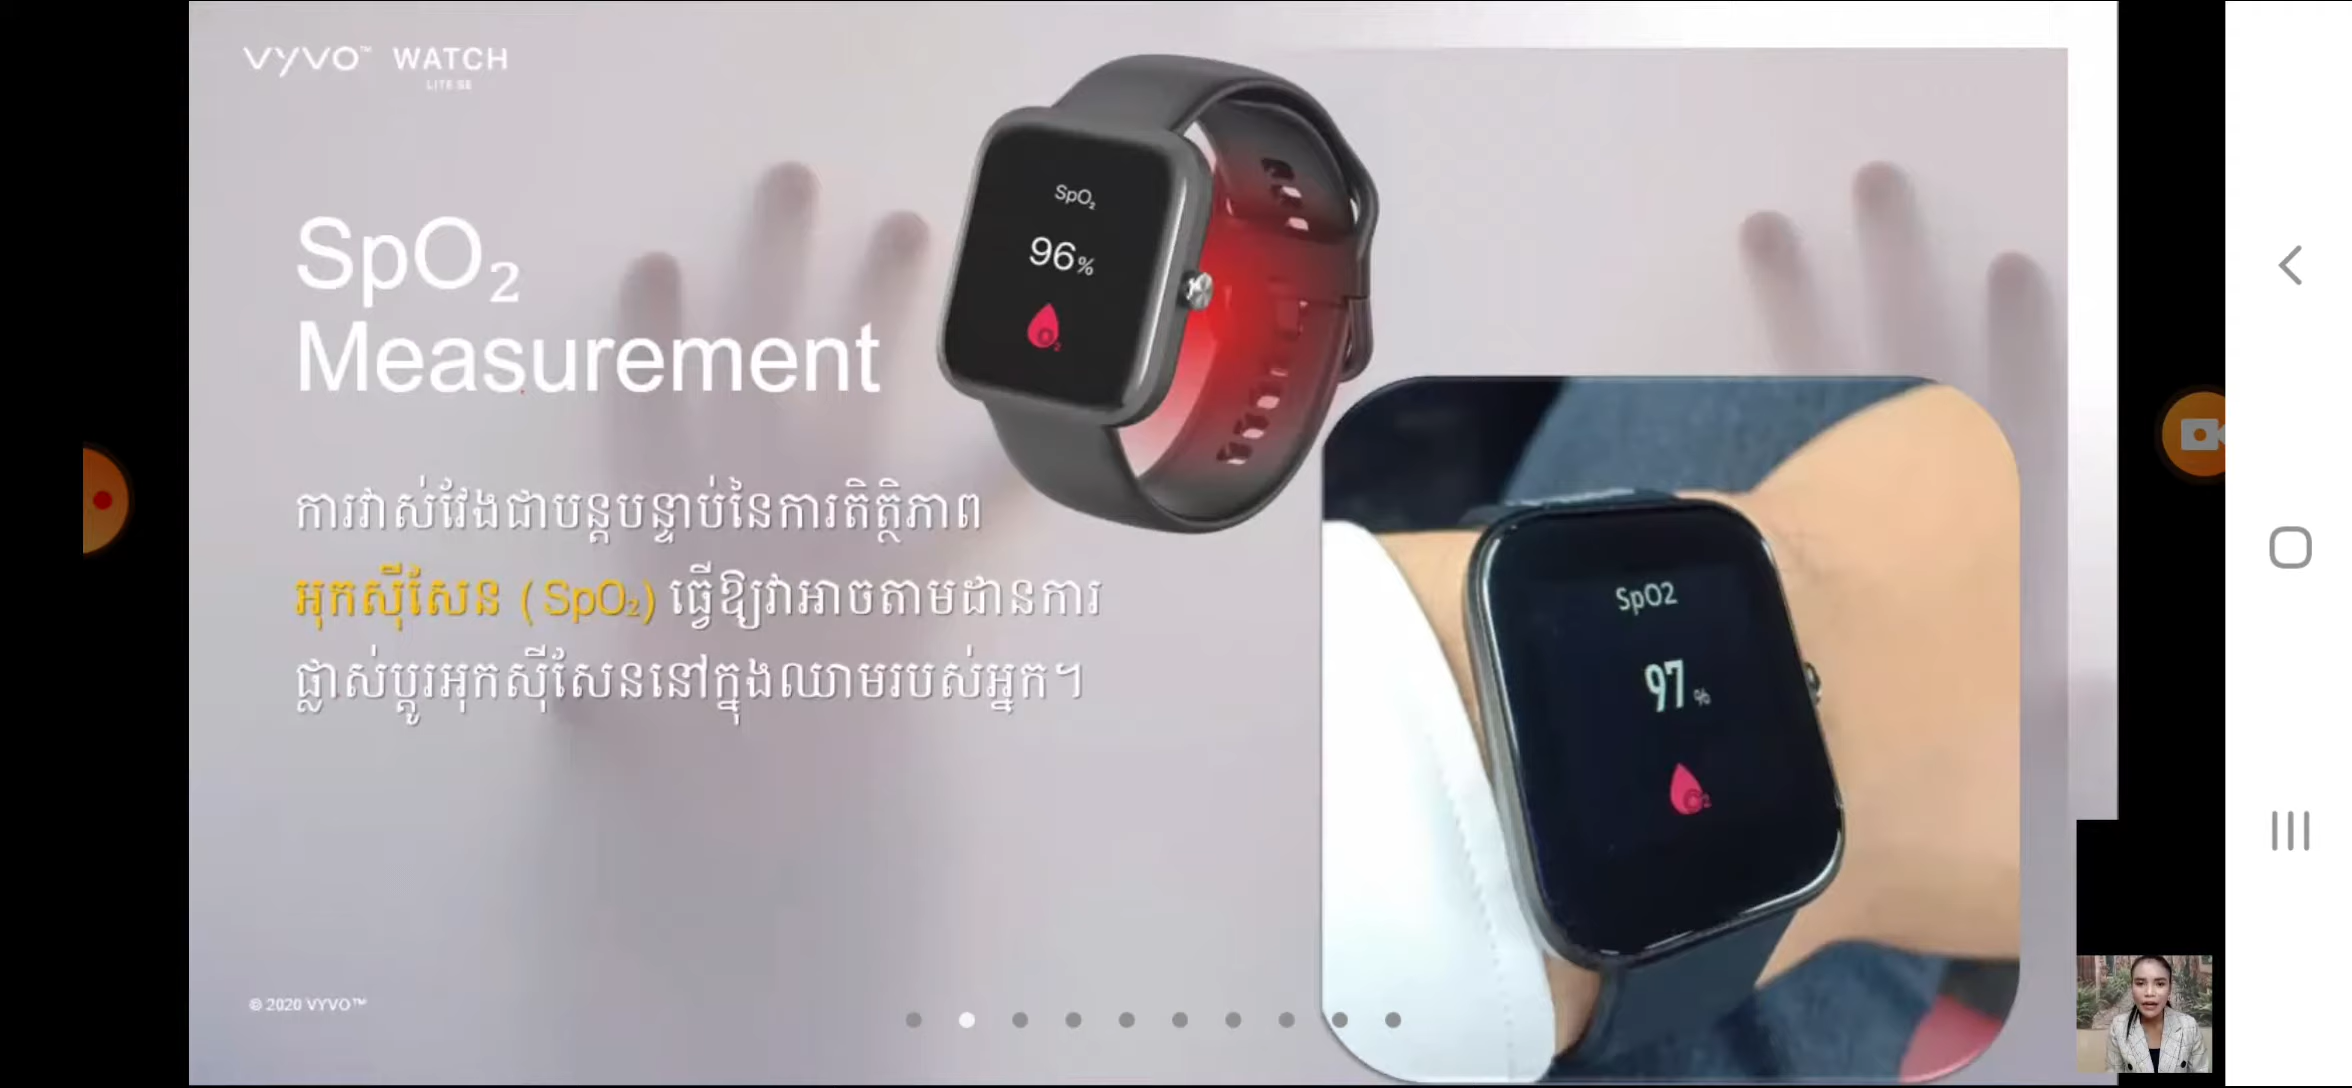 VYVO™ WATCH
LITE SE
SpO₂
Measurement
ការវាស់វែងជាបន្តបន្ទាប់នៃការតិត្ថិភាព
អុកស៊ីសែន (SpO₂) ធ្វើឱ្យវាអាចតាមដានការ
ផ្លាស់ប្តូរអុកស៊ីសែននៅក្នុងឈាមរបស់អ្នក។
SpO₂
96%
O₂
SpO2
97%
O₂
© 2020 VYVO™